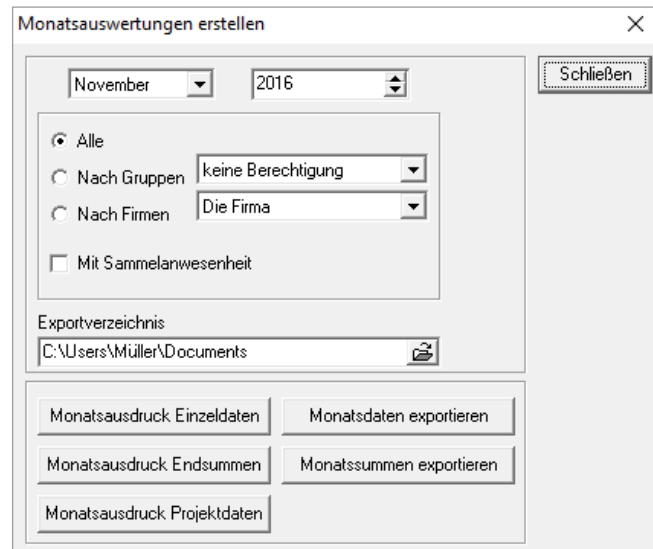 Monatsauswertungen erstellen
November 2016
Schließen
Alle
Nach Gruppen keine Berechtigung
Nach Firmen Die Firma
Mit Sammelanwesenheit
Exportverzeichnis
C:\Users\Müller\Documents
Monatsausdruck Einzeldaten Monatsdaten exportieren
Monatsausdruck Endsummen Monatssummen exportieren
Monatsausdruck Projektdaten